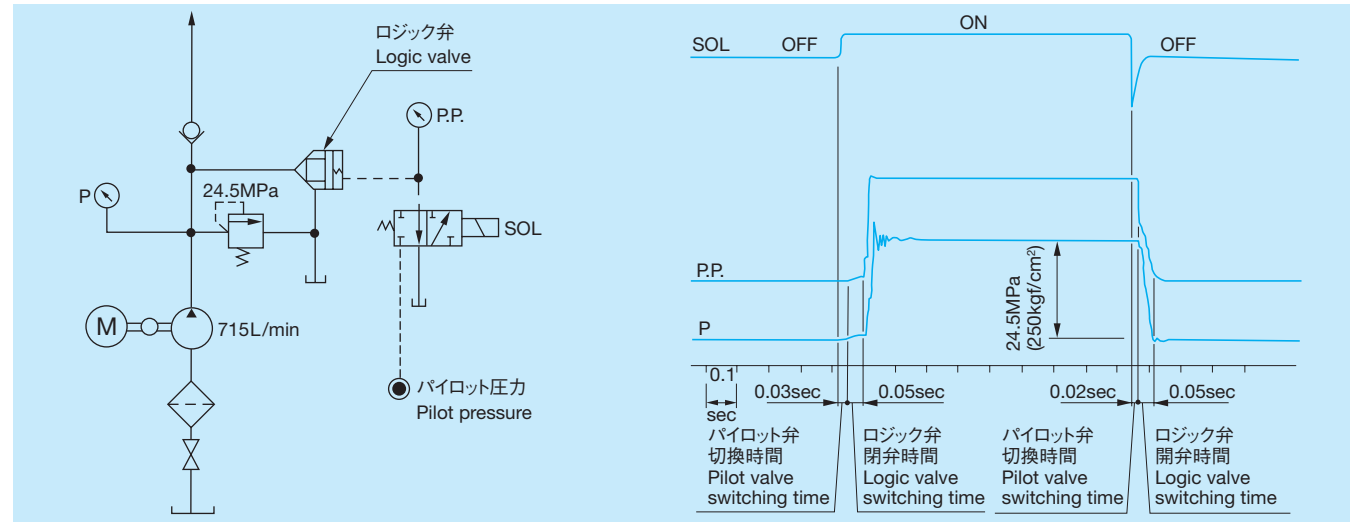 ロジック弁
Logic valve
P.P.
P
24.5MPa
SOL
M
715L/min
パイロット圧力
Pilot pressure
SOL
OFF
ON
OFF
P.P.
P
24.5MPa
(250kgf/cm²)
0.1
sec
0.03sec
0.05sec
0.02sec
0.05sec
パイロット弁
切換時間
Pilot valve
switching time
ロジック弁
閉弁時間
Logic valve
switching time
パイロット弁
切換時間
Pilot valve
switching time
ロジック弁
開弁時間
Logic valve
switching time